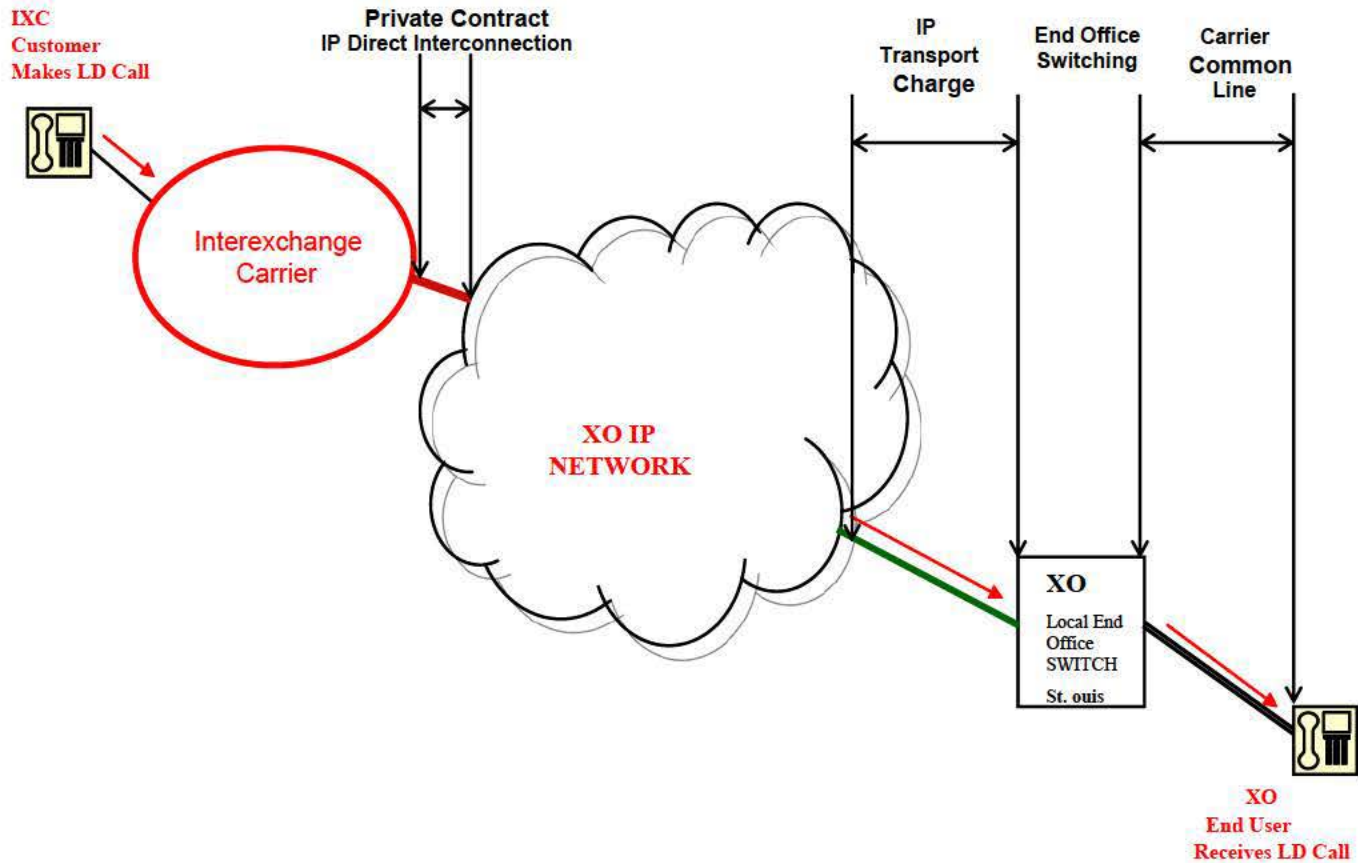 IXC
Customer
Makes LD Call
Private Contract
IP Direct Interconnection
IP
Transport
Charge
End Office
Switching
Carrier
Common
Line
Interexchange
Carrier
XO IP
NETWORK
XO
Local End
Office
SWITCH
St. ouis
XO
End User
Receives LD Call